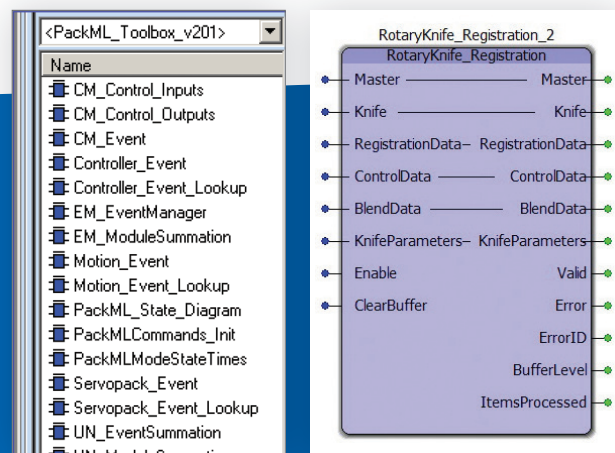 <PackML_Toolbox_v201>
Name
CM_Control_Inputs
CM_Control_Outputs
CM_Event
Controller_Event
Controller_Event_Lookup
EM_EventManager
EM_ModuleSummation
Motion_Event
Motion_Event_Lookup
PackML_State_Diagram
PackMLCommands_Init
PackMLModeStateTimes
Servopack_Event
Servopack_Event_Lookup
UN_EventSummation
RotaryKnife_Registration_2
RotaryKnife_Registration
Master Master
Knife Knife
RegistrationData RegistrationData
ControlData ControlData
BlendData BlendData
KnifeParameters KnifeParameters
Enable Valid
ClearBuffer Error
ErrorID
BufferLevel
ItemsProcessed